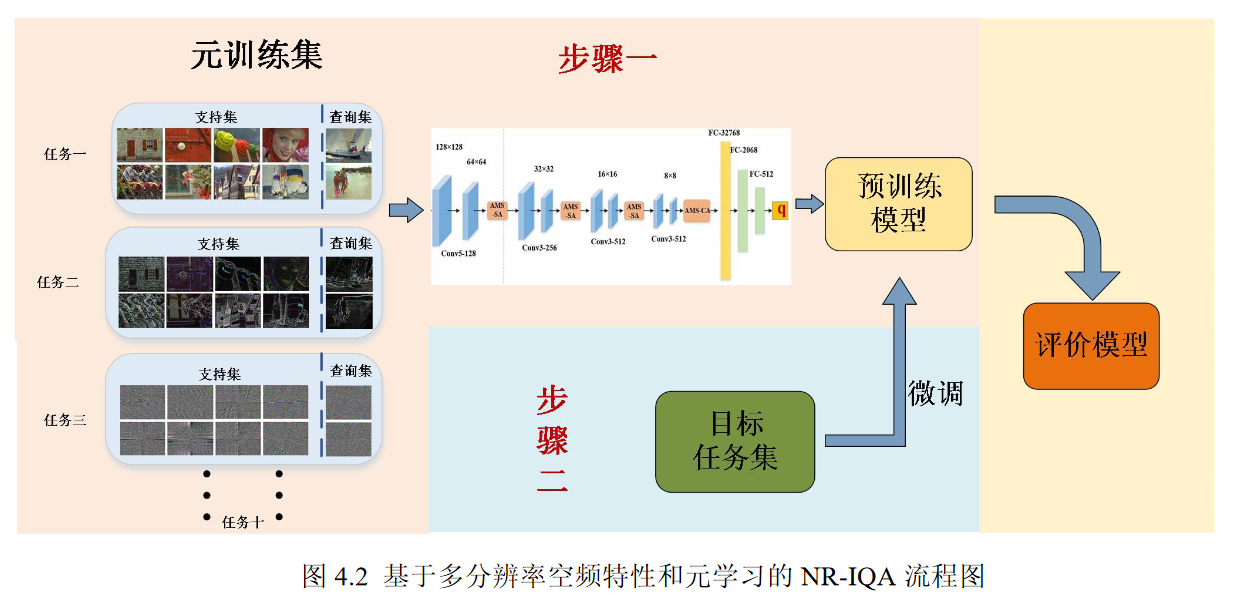 元训练集
步骤一
支持集
查询集
任务一
支持集
查询集
任务二
支持集
查询集
任务三
任务十
128×128
64×64
AMS
-SA
Conv5-128
32×32
AMS
-SA
Conv3-256
16×16
AMS
-SA
Conv3-512
8×8
AMS-CA
Conv3-512
FC-32768
FC-2068
FC-512
q
预训练
模型
评价模型
步
骤
二
目标
任务集
微调
图 4.2 基于多分辨率空频特性和元学习的 NR-IQA 流程图